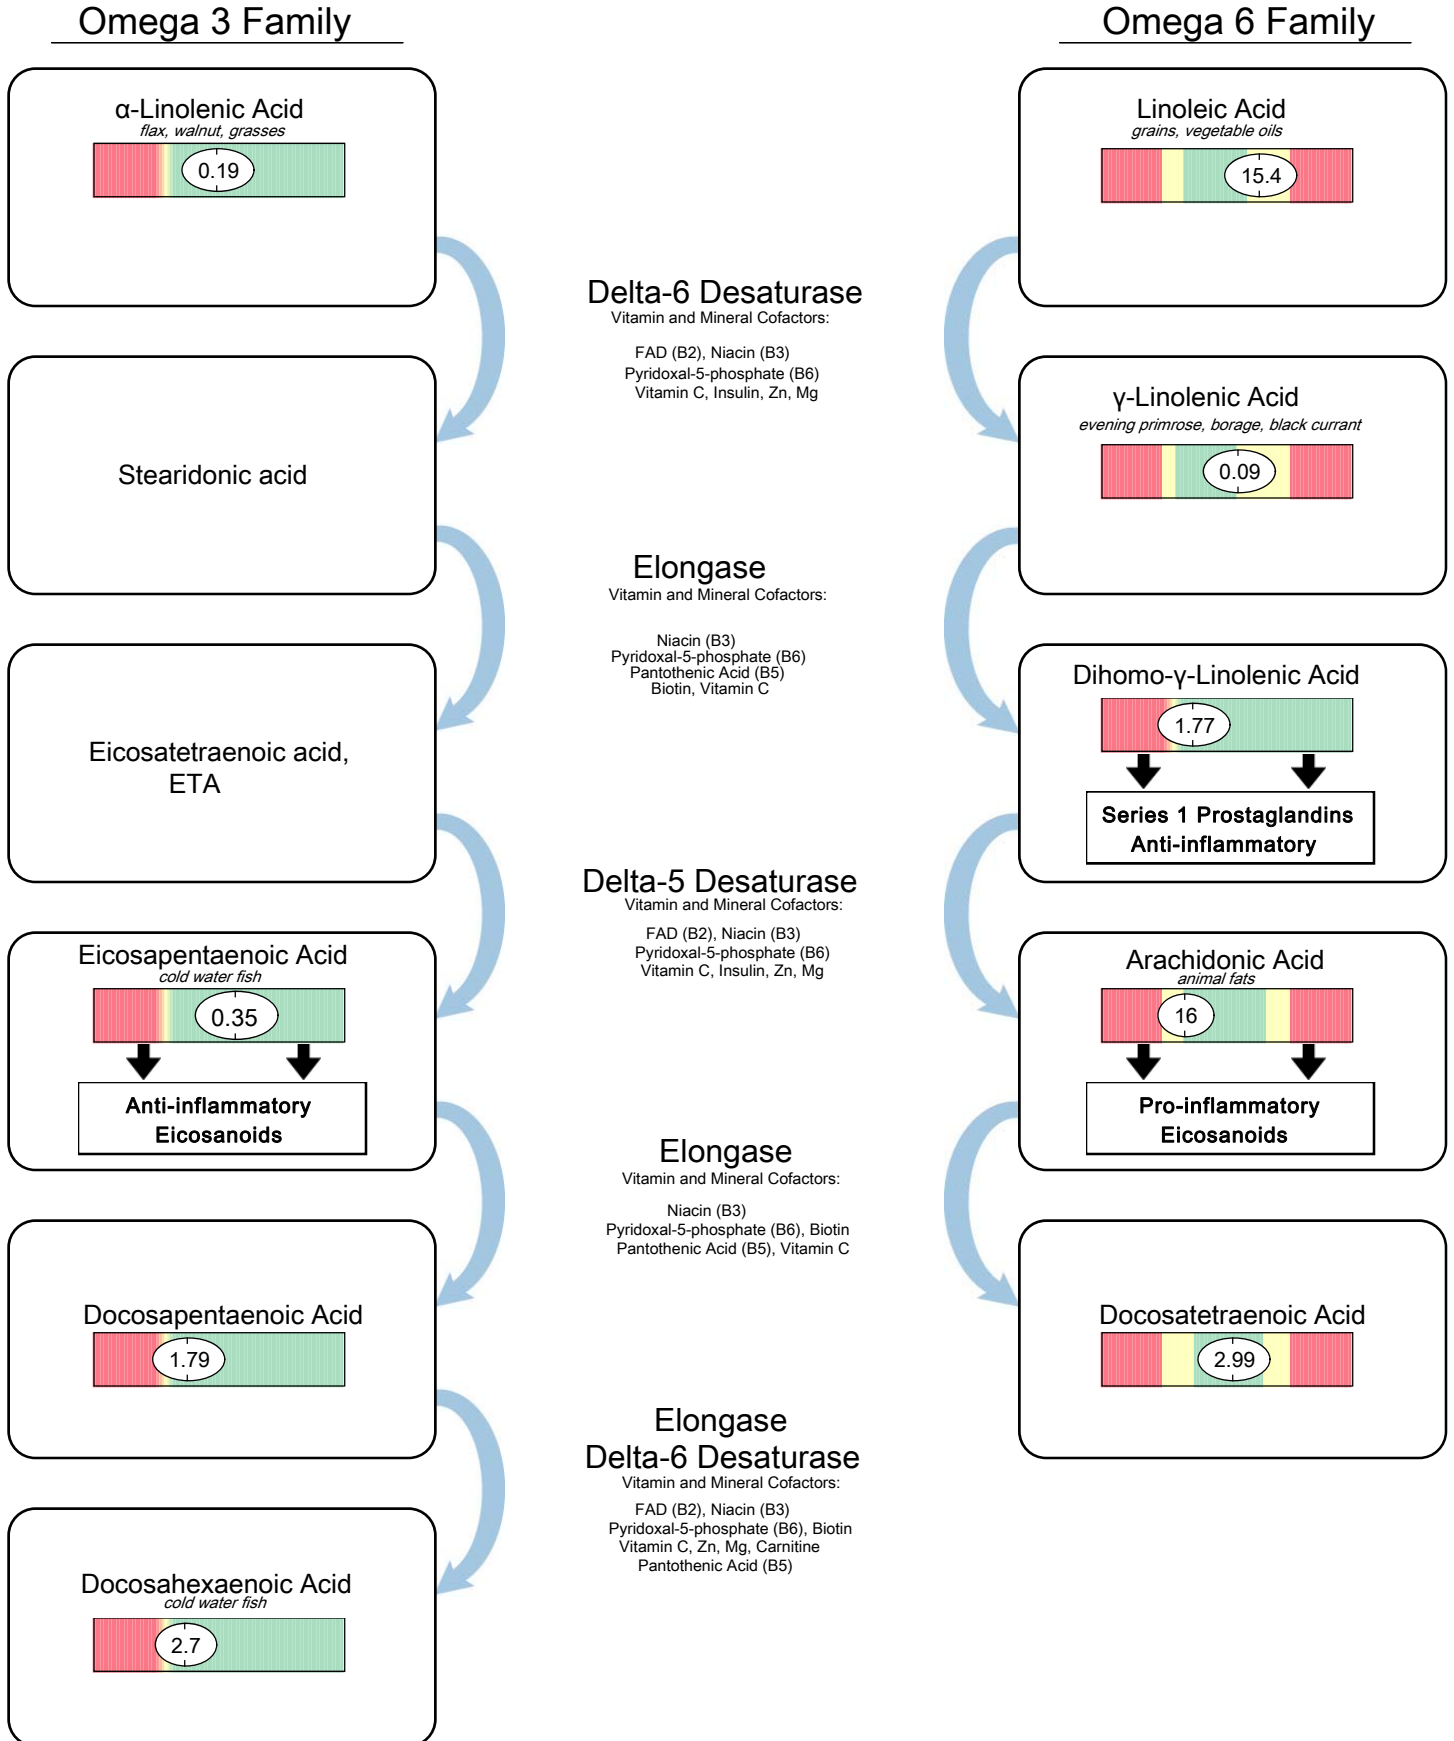 Omega 3 Family
Omega 6 Family
α-Linolenic Acid
flax, walnut, grasses
0.19
Linoleic Acid
grains, vegetable oils
15.4
Delta-6 Desaturase
Vitamin and Mineral Cofactors:
FAD (B2), Niacin (B3)
Pyridoxal-5-phosphate (B6)
Vitamin C, Insulin, Zn, Mg
Stearidonic acid
γ-Linolenic Acid
evening primrose, borage, black currant
0.09
Elongase
Vitamin and Mineral Cofactors:
Niacin (B3)
Pyridoxal-5-phosphate (B6)
Pantothenic Acid (B5)
Biotin, Vitamin C
Eicosatetraenoic acid,
ETA
Dihomo-γ-Linolenic Acid
1.77
Series 1 Prostaglandins
Anti-inflammatory
Delta-5 Desaturase
Vitamin and Mineral Cofactors:
FAD (B2), Niacin (B3)
Pyridoxal-5-phosphate (B6)
Vitamin C, Insulin, Zn, Mg
Eicosapentaenoic Acid
cold water fish
0.35
Anti-inflammatory
Eicosanoids
Arachidonic Acid
animal fats
16
Pro-inflammatory
Eicosanoids
Elongase
Vitamin and Mineral Cofactors:
Niacin (B3)
Pyridoxal-5-phosphate (B6), Biotin
Pantothenic Acid (B5), Vitamin C
Docosapentaenoic Acid
1.79
Docosatetraenoic Acid
2.99
Elongase
Delta-6 Desaturase
Vitamin and Mineral Cofactors:
FAD (B2), Niacin (B3)
Pyridoxal-5-phosphate (B6), Biotin
Vitamin C, Zn, Mg, Carnitine
Pantothenic Acid (B5)
Docosahexaenoic Acid
cold water fish
2.7